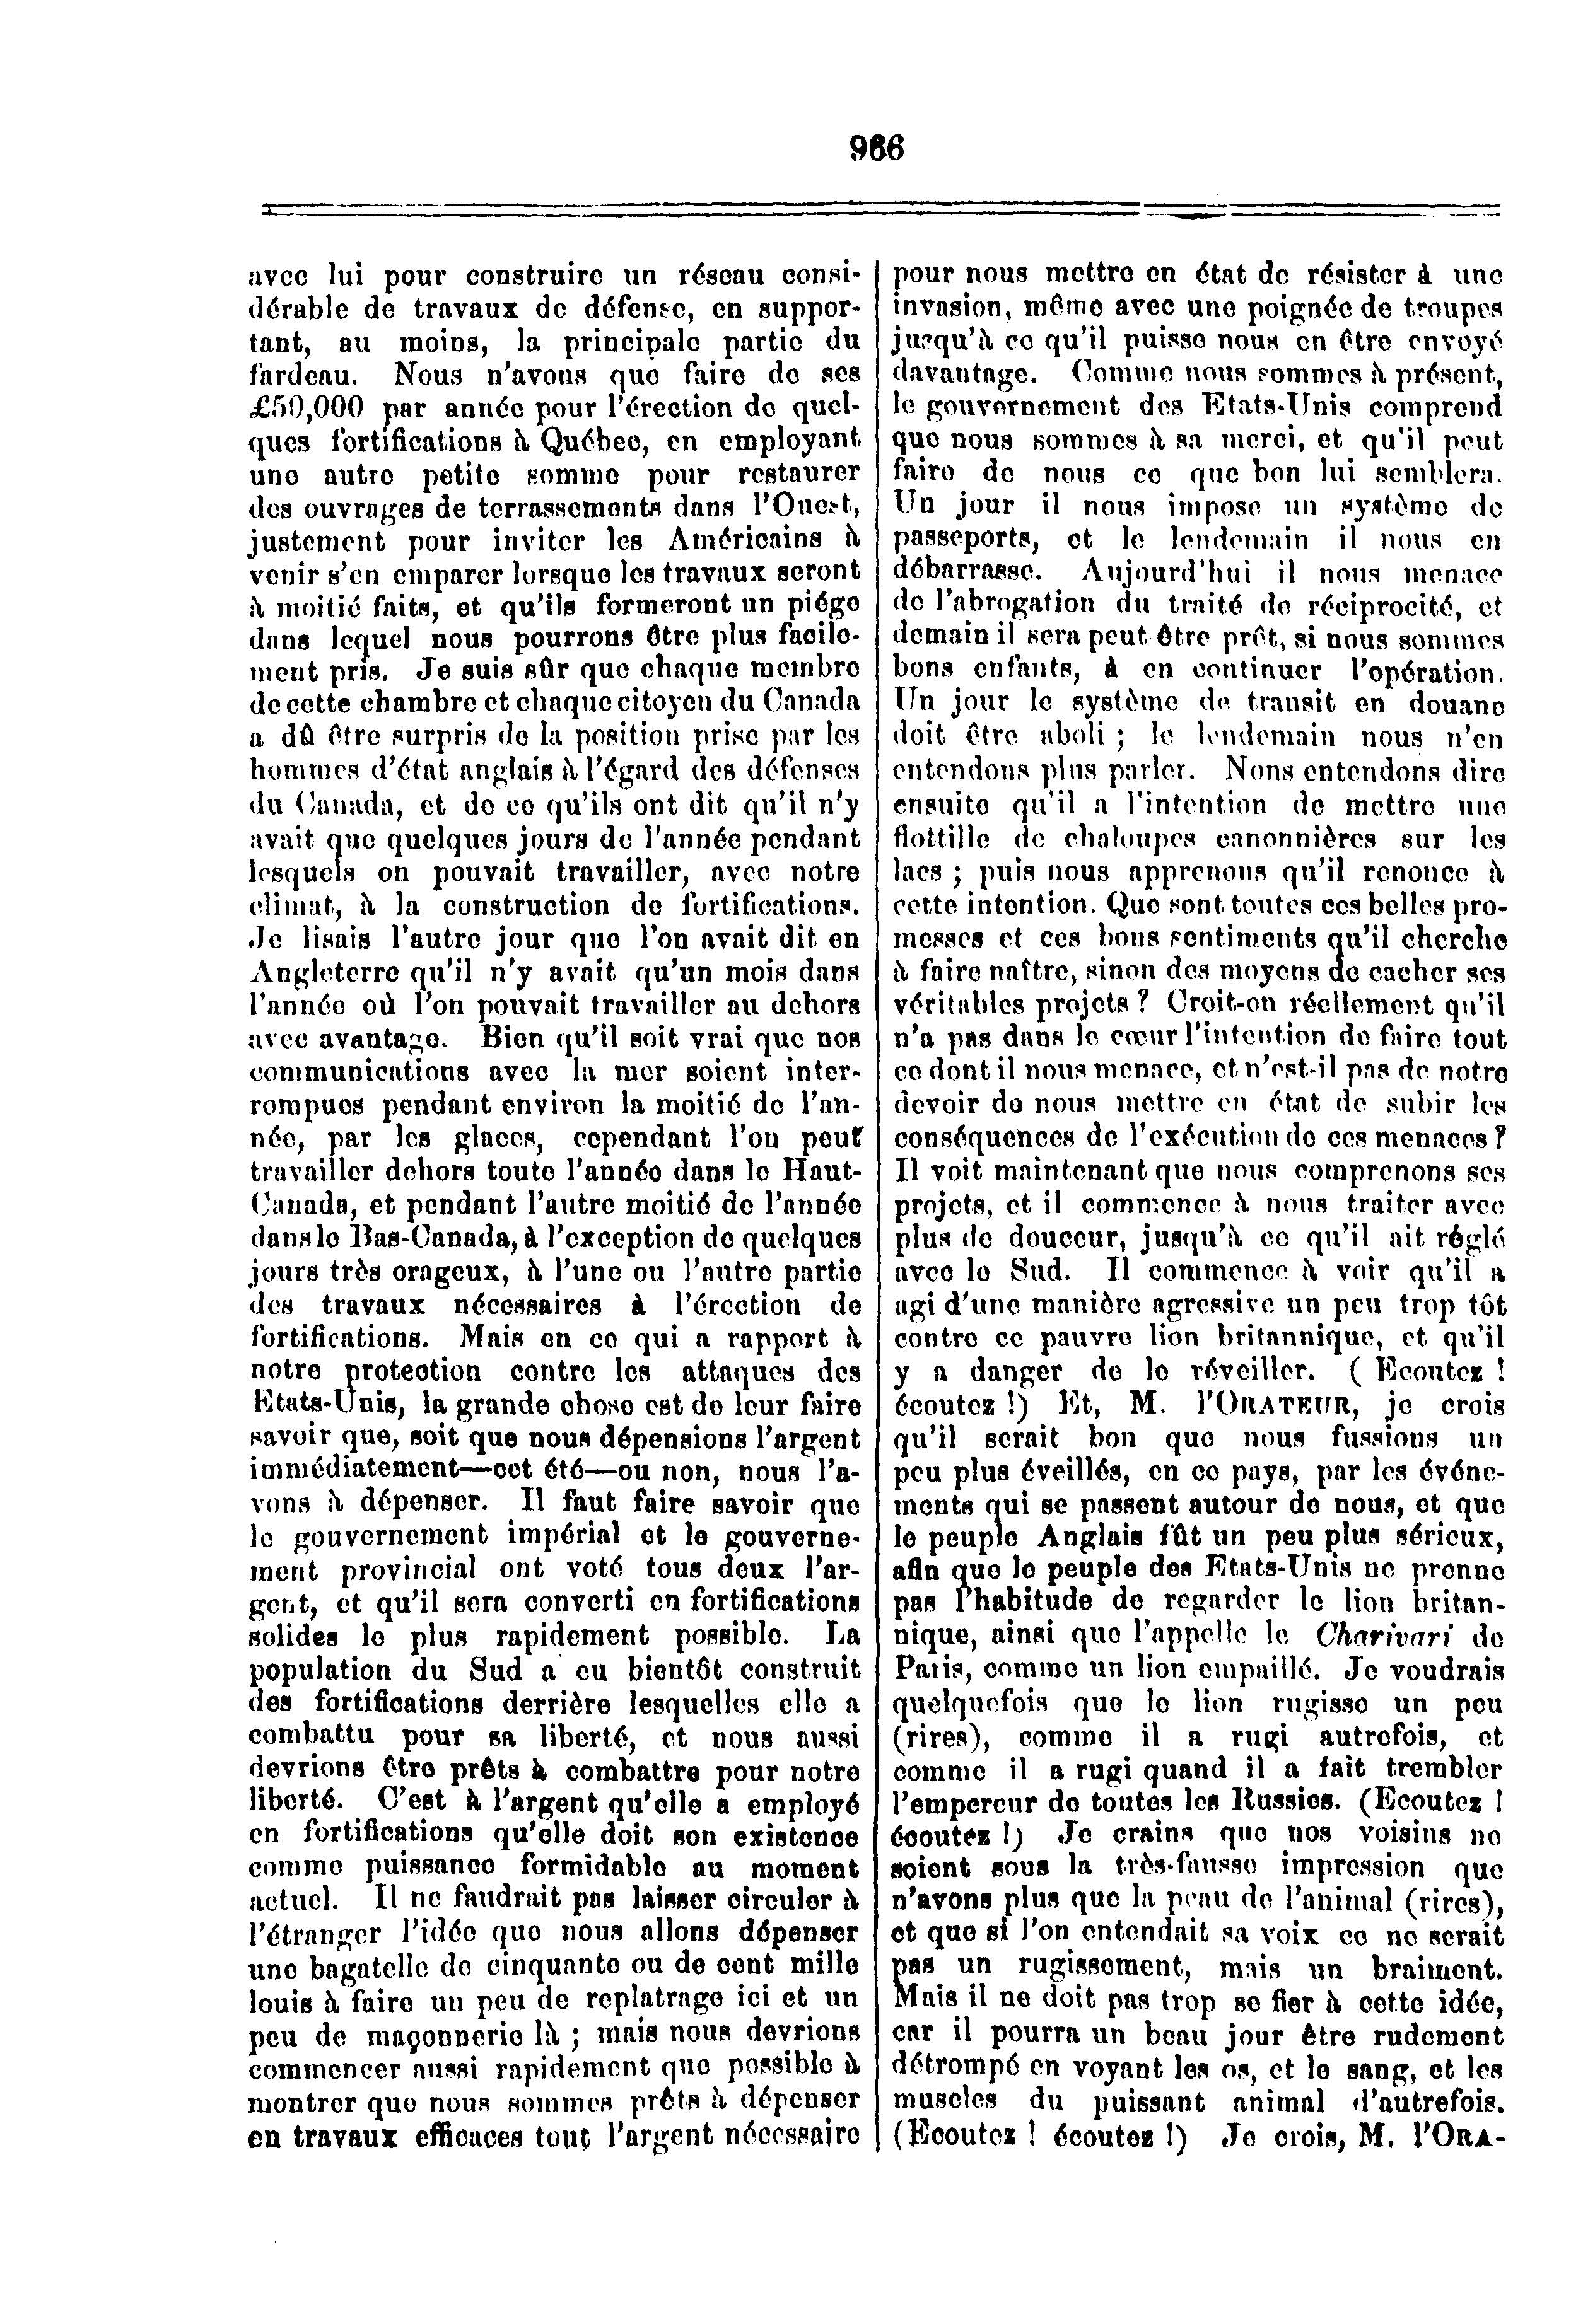 966
avec lui pour construire un réseau consi-
dérable de travaux de défense, en suppor-
tant, au moins, la principale partie du
fardeau. Nous n'avons que faire de ses
£50,000 par année pour l'érection de quel-
ques fortifications à Québec, en employant
une autre petite somme pour restaurer
des ouvrages de terrassements dans l'Ouest,
justement pour inviter les Américains à
venir s'en emparer lorsque les travaux seront
à moitié faits, et qu'ils formeront un piége
dans lequel nous pourrons être plus facile-
ment pris. Je suis sûr que chaque membre
de cette chambre et chaque citoyen du Canada
a dû être surpris de la position prise par les
hommes d'état anglais à l'égard des défenses
du Canada, et de ce qu'ils ont dit qu'il n'y
avait que quelques jours de l'année pendant
lesquels on pouvait travailler, avec notre
climat, à la construction de fortifications.
Je lisais l'autre jour que l'on avait dit en
Angleterre qu'il n'y avait qu'un mois dans
l'année où l'on pouvait travailler au dehors
avec avantage. Bien qu'il soit vrai que nos
communications avec la mer soient inter-
rompues pendant environ la moitié de l'an-
née, par les glaces, cependant l'on peut
travailler dehors toute l'année dans le Haut-
Canada, et pendant l'autre moitié de l'année
dans le Bas-Canada, à l'exception de quelques
jours très orageux, à l'une ou l'autre partie
des travaux nécessaires à l'érection de
fortifications. Mais en ce qui a rapport à
notre protection contre les attaques des
Etats-Unis, la grande chose est de leur faire
savoir que, soit que nous dépensions l'argent
immédiatement—cet été—ou non, nous l'a-
vons à dépenser. Il faut faire savoir que
le gouvernement impérial et le gouverne-
ment provincial ont voté tous deux l'ar-
gent, et qu'il sera converti en fortifications
solides le plus rapidement possible. La
population du Sud a eu bientôt construit
des fortifications derrière lesquelles elle a
combattu pour sa liberté, et nous aussi
devrions être prêts à combattre pour notre
liberté. C'est à l'argent qu'elle a employé
en fortifications qu'elle doit son existence
comme puissance formidable au moment
actuel. Il ne faudrait pas laisser circuler à
l'étranger l'idée que nous allons dépenser
une bagatelle de cinquante ou de cent mille
louis à faire un peu de replatrage ici et un
peu de maçonnerie là ; mais nous devrions
commencer aussi rapidement que possible à
montrer que nous sommes prêts à dépenser
en travaux efficaces tout l'argent nécessaire
pour nous mettre en état de résister à une
invasion, même avec une poignée de troupes
jusqu'à ce qu'il puisse nous en être envoyé
davantage. Comme nous sommes à présent,
le gouvernement des Etats-Unis comprend
que nous sommes à sa merci, et qu'il peut
faire de nous ce que bon lui semblera.
Un jour il nous impose un système de
passeports, et le lendemain il nous en
débarrasse. Aujourd'hui il nous menace
de l'abrogation du traité de réciprocité, et
demain il sera peut être prêt, si nous sommes
bons enfants, à en continuer l'opération.
Un jour le système de transit en douane
doit être aboli ; le lendemain nous n'en
entendons plus parler. Nons entendons dire
ensuite qu'il a l'intention de mettre une
flottille de chaloupes canonnières sur les
lacs ; puis nous apprenons qu'il renonce à
cette intention. Que sont toutes ces belles pro-
messes et ces bons sentiments qu'il cherche
à faire naître, sinon des moyens de cacher ses
véritables projets ? Croit-on réellement qu'il
n'a pas dans le cœur l'intention de faire tout
ce dont il nous menace, et n'est-il pas de notre
devoir de nous mettre en état de subir les
conséquences de l'exécution de ces menaces ?
Il voit maintenant que nous comprenons ses
projets, et il commence à nous traiter avec
plus de douceur, jusqu'à ce qu'il ait réglé
avec le Sud. Il commence à voir qu'il a
agi d'une manière agressive un peu trop tôt
contre ce pauvre lion britannique, et qu'il
y a danger de le réveiller. ( Ecoutez !
écoutez !) Et, M. l'ORATEUR, je crois
qu'il serait bon que nous fussions un
peu plus éveillés, en ce pays, par les événe-
ments qui se passent autour de nous, et que
le peuple Anglais fût un peu plus sérieux,
afin que le peuple des Etats-Unis ne prenne
pas l'habitude de regarder le lion britan-
nique, ainsi que l'appelle le Charivari de
Paris, comme un lion empaillé. Je voudrais
quelquefois que le lion rugisse un peu
(rires), comme il a rugi autrefois, et
comme il a rugi quand il a fait trembler
l'empereur de toutes les Russies. (Ecoutez !
écoutez !) Je crains que nos voisins ne
soient sous la très-fausse impression que
n'avons plus que la peau de l'animal (rires),
et que si l'on entendait sa voix ce ne serait
pas un rugissement, mais un braiment.
Mais il ne doit pas trop se fier à cette idée,
car il pourra un beau jour être rudement
détrompé en voyant les os, et le sang, et les
muscles du puissant animal d'autrefois.
(Ecoutez ! écoutez !) Je crois, M. l'ORA-